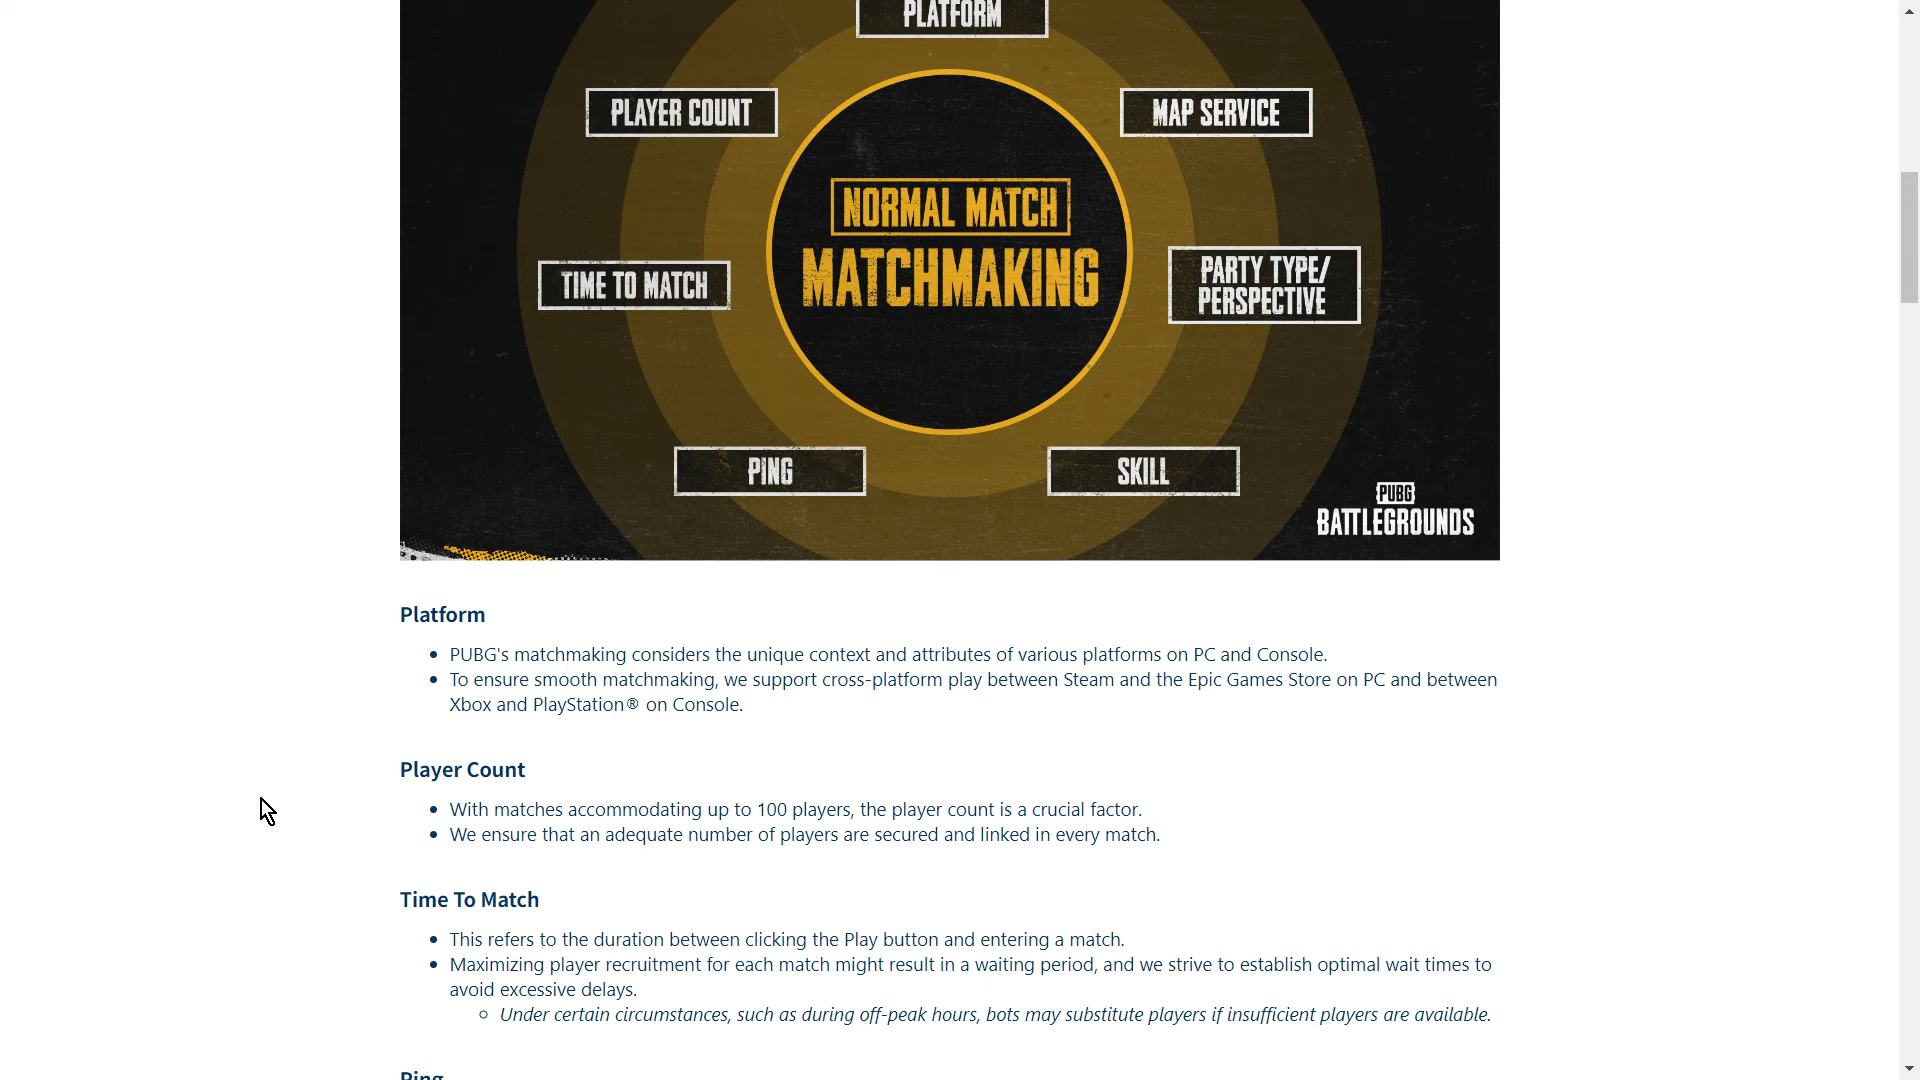 PLATFORM
PLAYER COUNT
MAP SERVICE
NORMAL MATCH
MATCHMAKING
TIME TO MATCH
PARTY TYPE/
PERSPECTIVE
PING
SKILL
PUBG
BATTLEGROUNDS
Platform
• PUBG's matchmaking considers the unique context and attributes of various platforms on PC and Console.
• To ensure smooth matchmaking, we support cross-platform play between Steam and the Epic Games Store on PC and between
Xbox and PlayStation® on Console.
Player Count
• With matches accommodating up to 100 players, the player count is a crucial factor.
• We ensure that an adequate number of players are secured and linked in every match.
Time To Match
• This refers to the duration between clicking the Play button and entering a match.
• Maximizing player recruitment for each match might result in a waiting period, and we strive to establish optimal wait times to
avoid excessive delays.
○ Under certain circumstances, such as during off-peak hours, bots may substitute players if insufficient players are available.
Ping